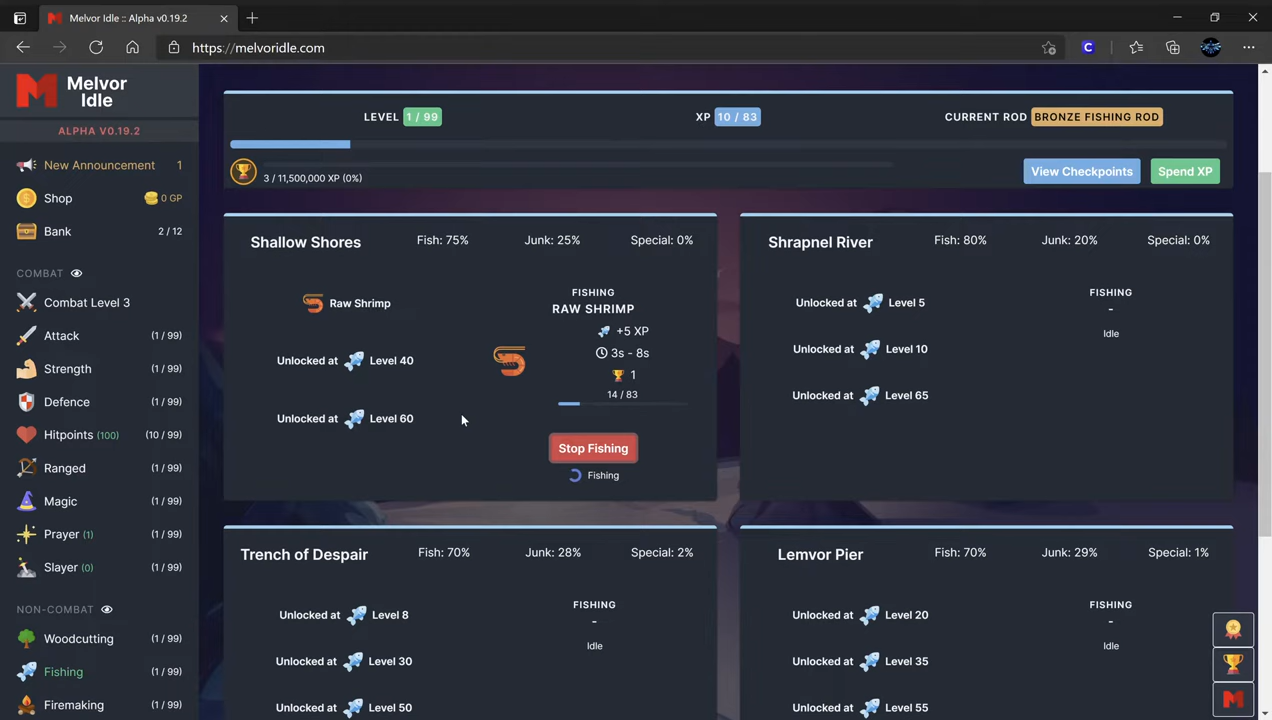 Melvor Idle :: Alpha v0.19.2
https://melvoridle.com
Melvor
Idle
ALPHA V0.19.2
New Announcement 1
Shop 0 GP
Bank 2 / 12
COMBAT
Combat Level 3
Attack (1 / 99)
Strength (1 / 99)
Defence (1 / 99)
Hitpoints (100) (10 / 99)
Ranged (1 / 99)
Magic (1 / 99)
Prayer (1) (1 / 99)
Slayer (0) (1 / 99)
NON-COMBAT
Woodcutting (1 / 99)
Fishing (1 / 99)
Firemaking (1 / 99)
LEVEL 1 / 99 XP 10 / 83 CURRENT ROD BRONZE FISHING ROD
3 / 11,500,000 XP (0%)
View Checkpoints Spend XP
Shallow Shores Fish: 75% Junk: 25% Special: 0%
Raw Shrimp
Unlocked at Level 40
Unlocked at Level 60
FISHING
RAW SHRIMP
+5 XP
3s - 8s
1
14 / 83
Stop Fishing
Fishing
Shrapnel River Fish: 80% Junk: 20% Special: 0%
Unlocked at Level 5
Unlocked at Level 10
Unlocked at Level 65
FISHING
-
Idle
Trench of Despair Fish: 70% Junk: 28% Special: 2%
Unlocked at Level 8
Unlocked at Level 30
Unlocked at Level 50
FISHING
-
Idle
Lemvor Pier Fish: 70% Junk: 29% Special: 1%
Unlocked at Level 20
Unlocked at Level 35
Unlocked at Level 55
FISHING
-
Idle